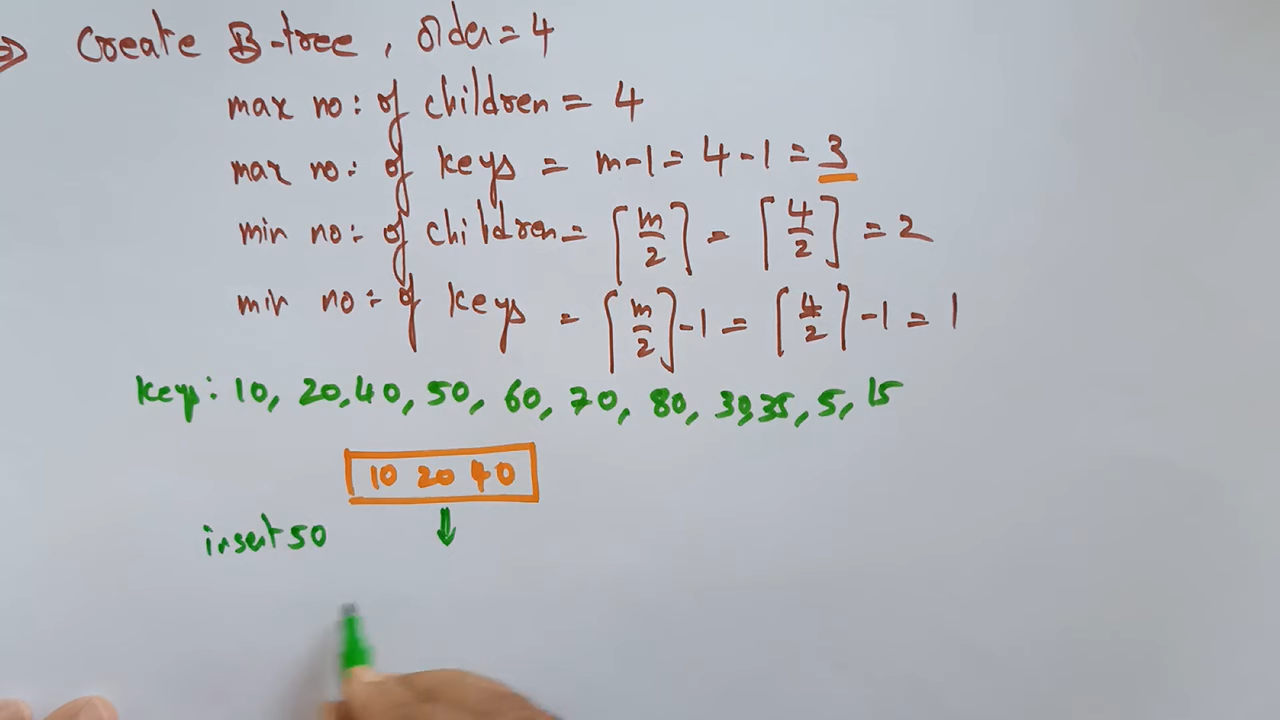 Create B-tree, order = 4
max no: of children = 4
max no: of keys = m-1 = 4-1 = 3
min no: of children = ⌈m/2⌉ = ⌈4/2⌉ = 2
min no: of keys = ⌈m/2⌉-1 = ⌈4/2⌉-1 = 1
keys: 10, 20, 40, 50, 60, 70, 80, 30, 35, 5, 15
10 20 40
insert 50